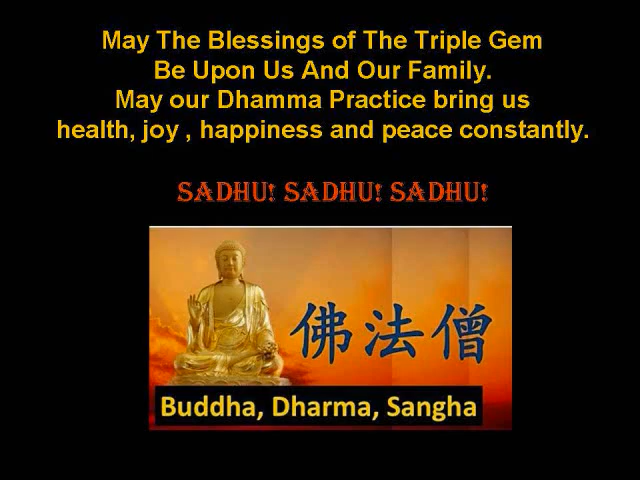 May The Blessings of The Triple Gem
Be Upon Us And Our Family.
May our Dhamma Practice bring us
health, joy , happiness and peace constantly.
SADHU! SADHU! SADHU!
佛法僧
Buddha, Dharma, Sangha